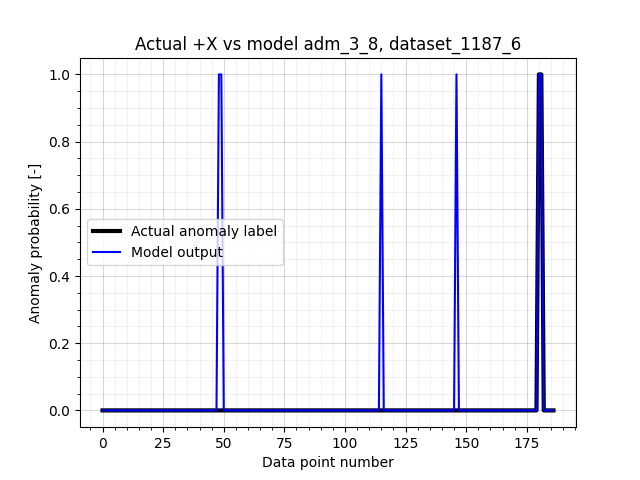 Actual +X vs model adm_3_8, dataset_1187_6
Anomaly probability [-]
1.0
0.8
0.6
0.4
0.2
0.0
Actual anomaly label
Model output
0 25 50 75 100 125 150 175
Data point number